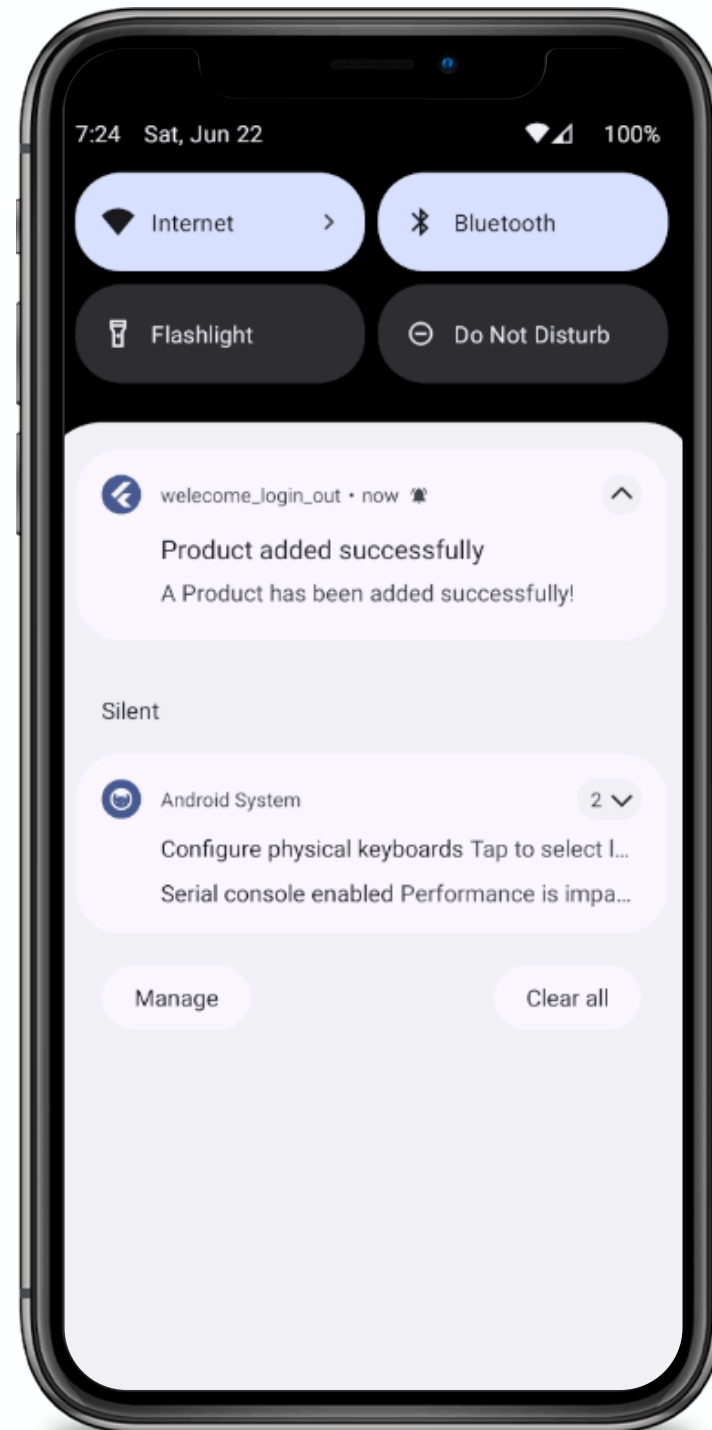 7:24 Sat, Jun 22 100%
Internet Bluetooth
Flashlight Do Not Disturb
welecome_login_out • now
Product added successfully
A Product has been added successfully!
Silent
Android System 2
Configure physical keyboards Tap to select l...
Serial console enabled Performance is impa...
Manage Clear all